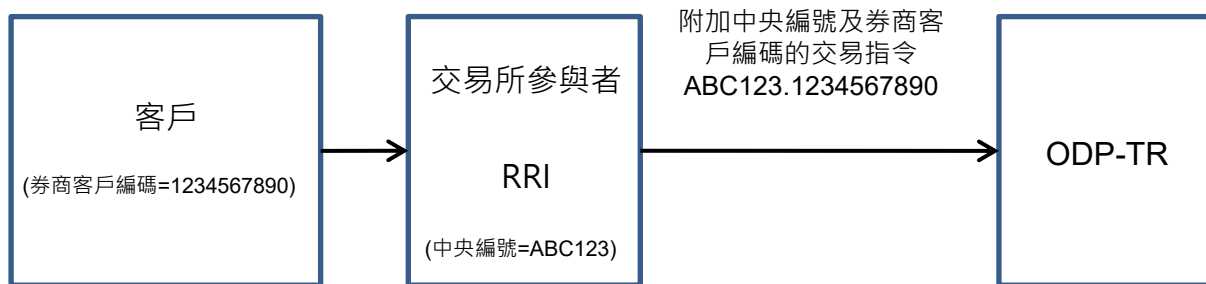 客戶
(券商客戶編碼=1234567890)
交易所參與者
RRI
(中央編號=ABC123)
附加中央編號及券商客
戶編碼的交易指令
ABC123.1234567890
ODP-TR